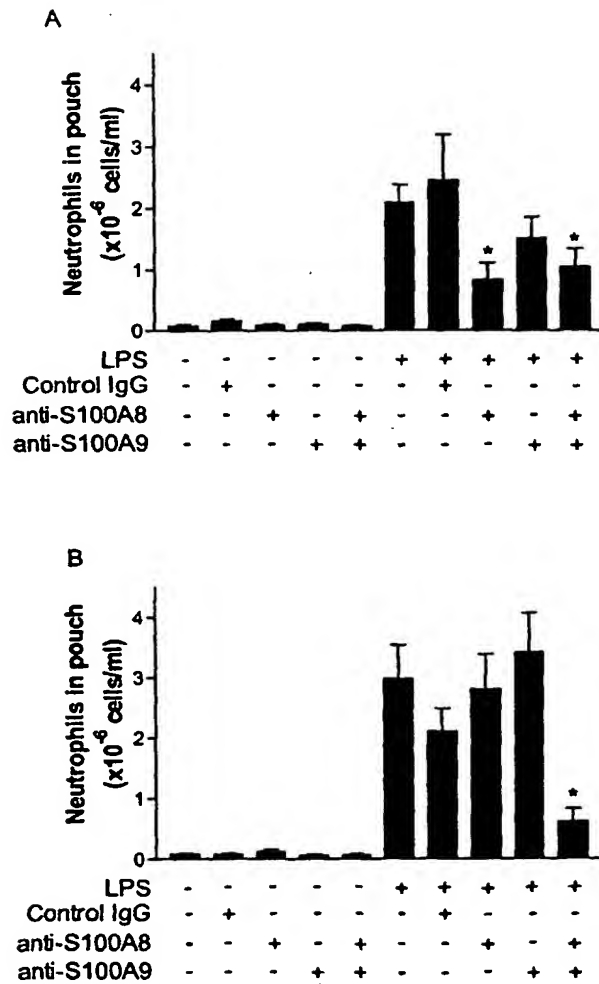 A
Neutrophils in pouch
(x10⁻⁶ cells/ml)
4
3
2
1
0
* *
LPS - - - - - + + + + +
Control IgG - + - - - - + - - -
anti-S100A8 - - + - + - - + - +
anti-S100A9 - - - + + - - - + +
B
Neutrophils in pouch
(x10⁻⁶ cells/ml)
4
3
2
1
0
*
LPS - - - - - + + + + +
Control IgG - + - - - - + - - -
anti-S100A8 - - + - + - - + - +
anti-S100A9 - - - + + - - - + +